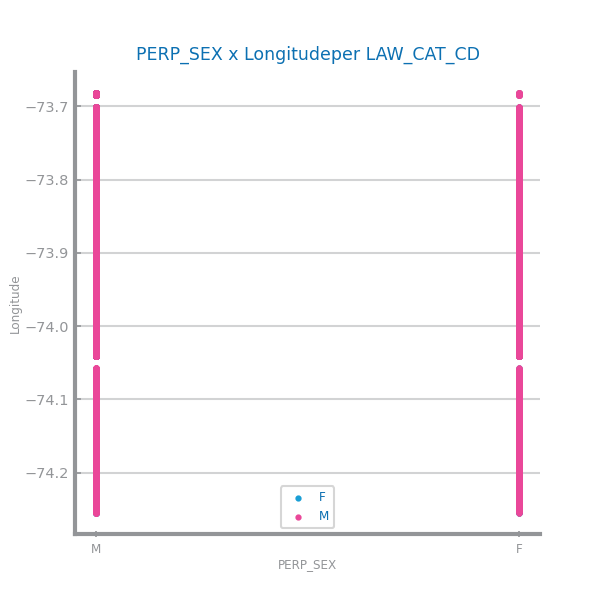 PERP_SEX x Longitudeper LAW_CAT_CD
Longitude
−73.7
−73.8
−73.9
−74.0
−74.1
−74.2
F
M
M
F
PERP_SEX